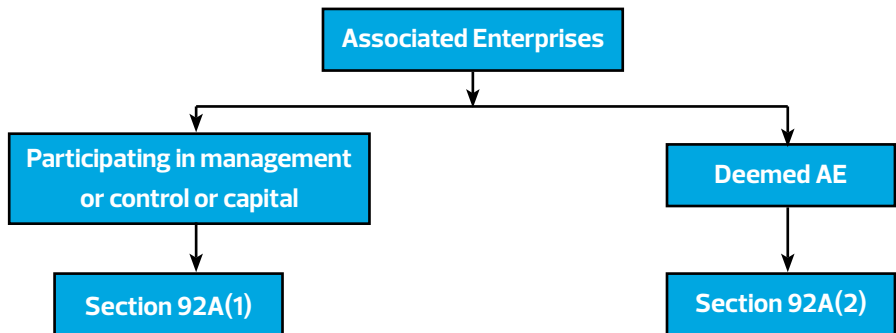 Associated Enterprises
Participating in management
or control or capital
Deemed AE
Section 92A(1)
Section 92A(2)